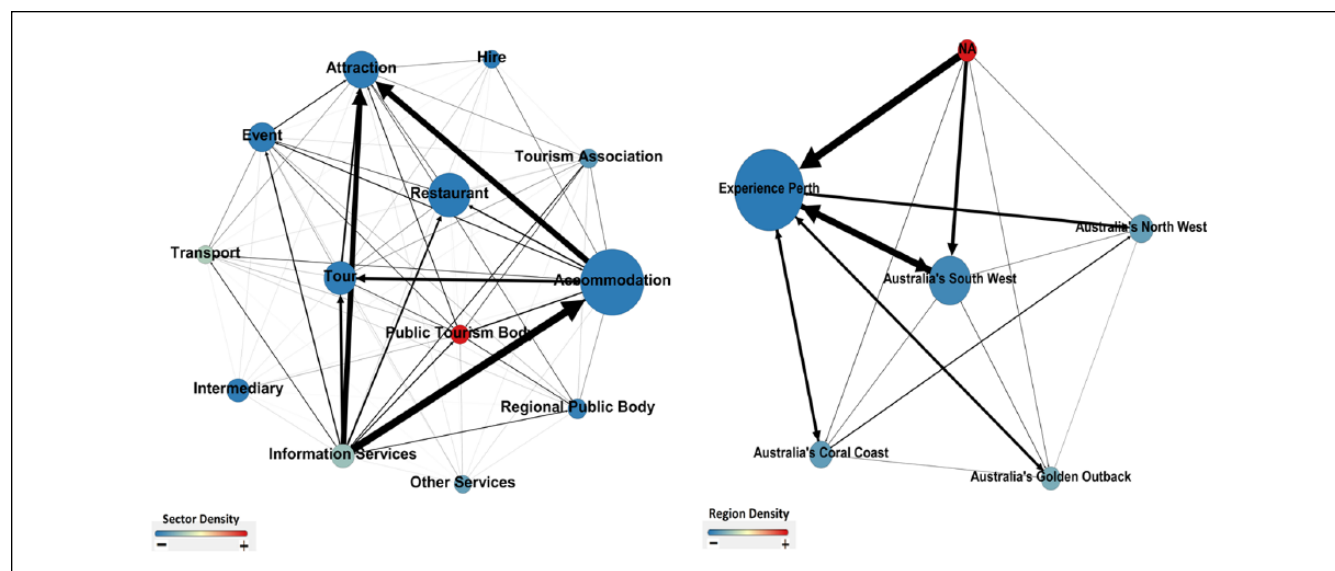 Attraction
Hire
Event
Tourism Association
Restaurant
Transport
Tour
Accommodation
Public Tourism Body
Intermediary
Regional Public Body
Information Services
Other Services
Sector Density
− +
NA
Experience Perth
Australia's North West
Australia's South West
Australia's Coral Coast
Australia's Golden Outback
Region Density
− +